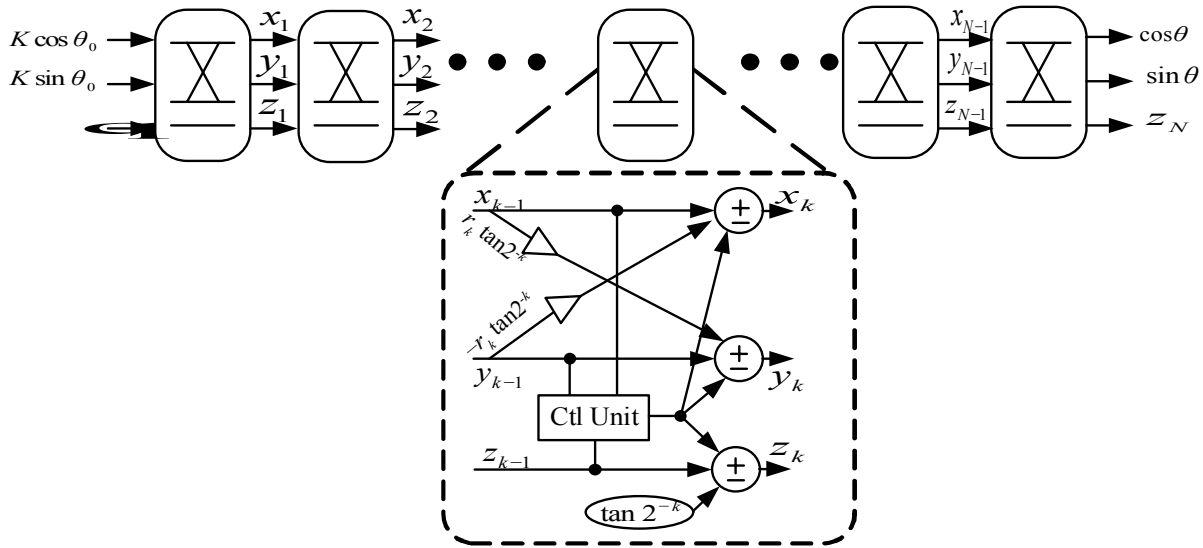 K cos θ₀
K sin θ₀
x₁
y₁
z₁
x₂
y₂
z₂
x_{N-1}
y_{N-1}
z_{N-1}
cosθ
sin θ
z_N
x_{k-1}
r_k tan2^{-k}
-r_k tan2^{-k}
y_{k-1}
Ctl Unit
z_{k-1}
tan 2^{-k}
±
x_k
±
y_k
±
z_k